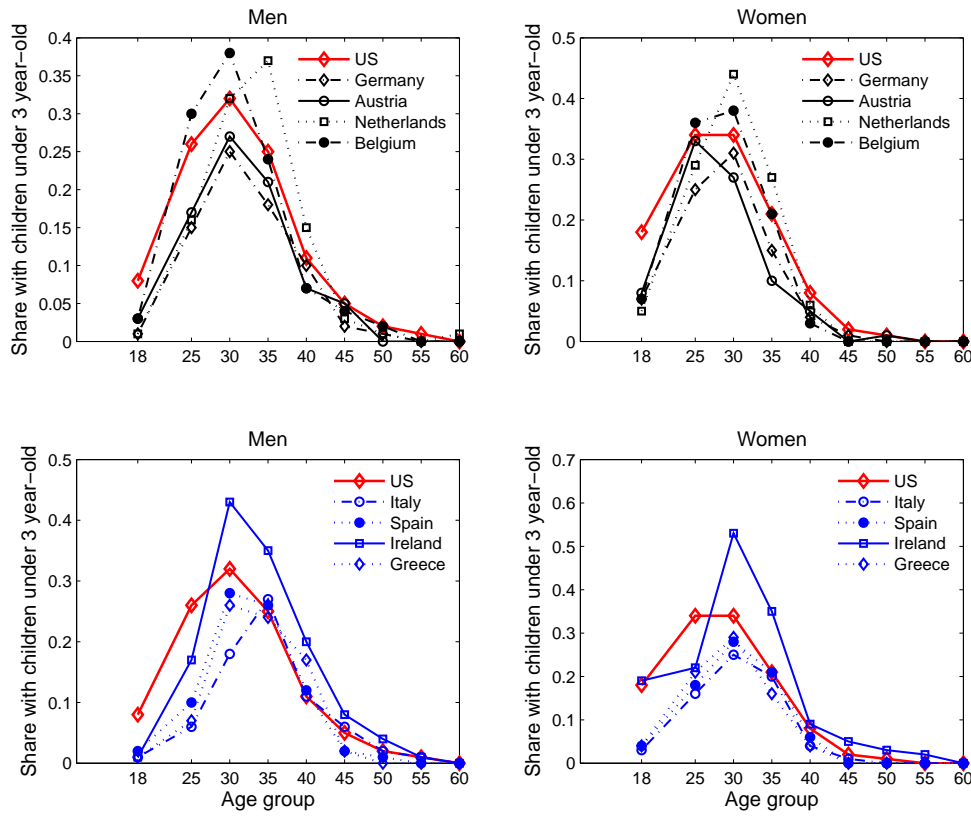 Men
Share with children under 3 year−old
0.4
0.35
0.3
0.25
0.2
0.15
0.1
0.05
0
18 25 30 35 40 45 50 55 60
US
Germany
Austria
Netherlands
Belgium
Women
Share with children under 3 year−old
0.5
0.4
0.3
0.2
0.1
0
18 25 30 35 40 45 50 55 60
US
Germany
Austria
Netherlands
Belgium
Men
Share with children under 3 year−old
0.5
0.4
0.3
0.2
0.1
0
18 25 30 35 40 45 50 55 60
Age group
US
Italy
Spain
Ireland
Greece
Women
Share with children under 3 year−old
0.7
0.6
0.5
0.4
0.3
0.2
0.1
0
18 25 30 35 40 45 50 55 60
Age group
US
Italy
Spain
Ireland
Greece